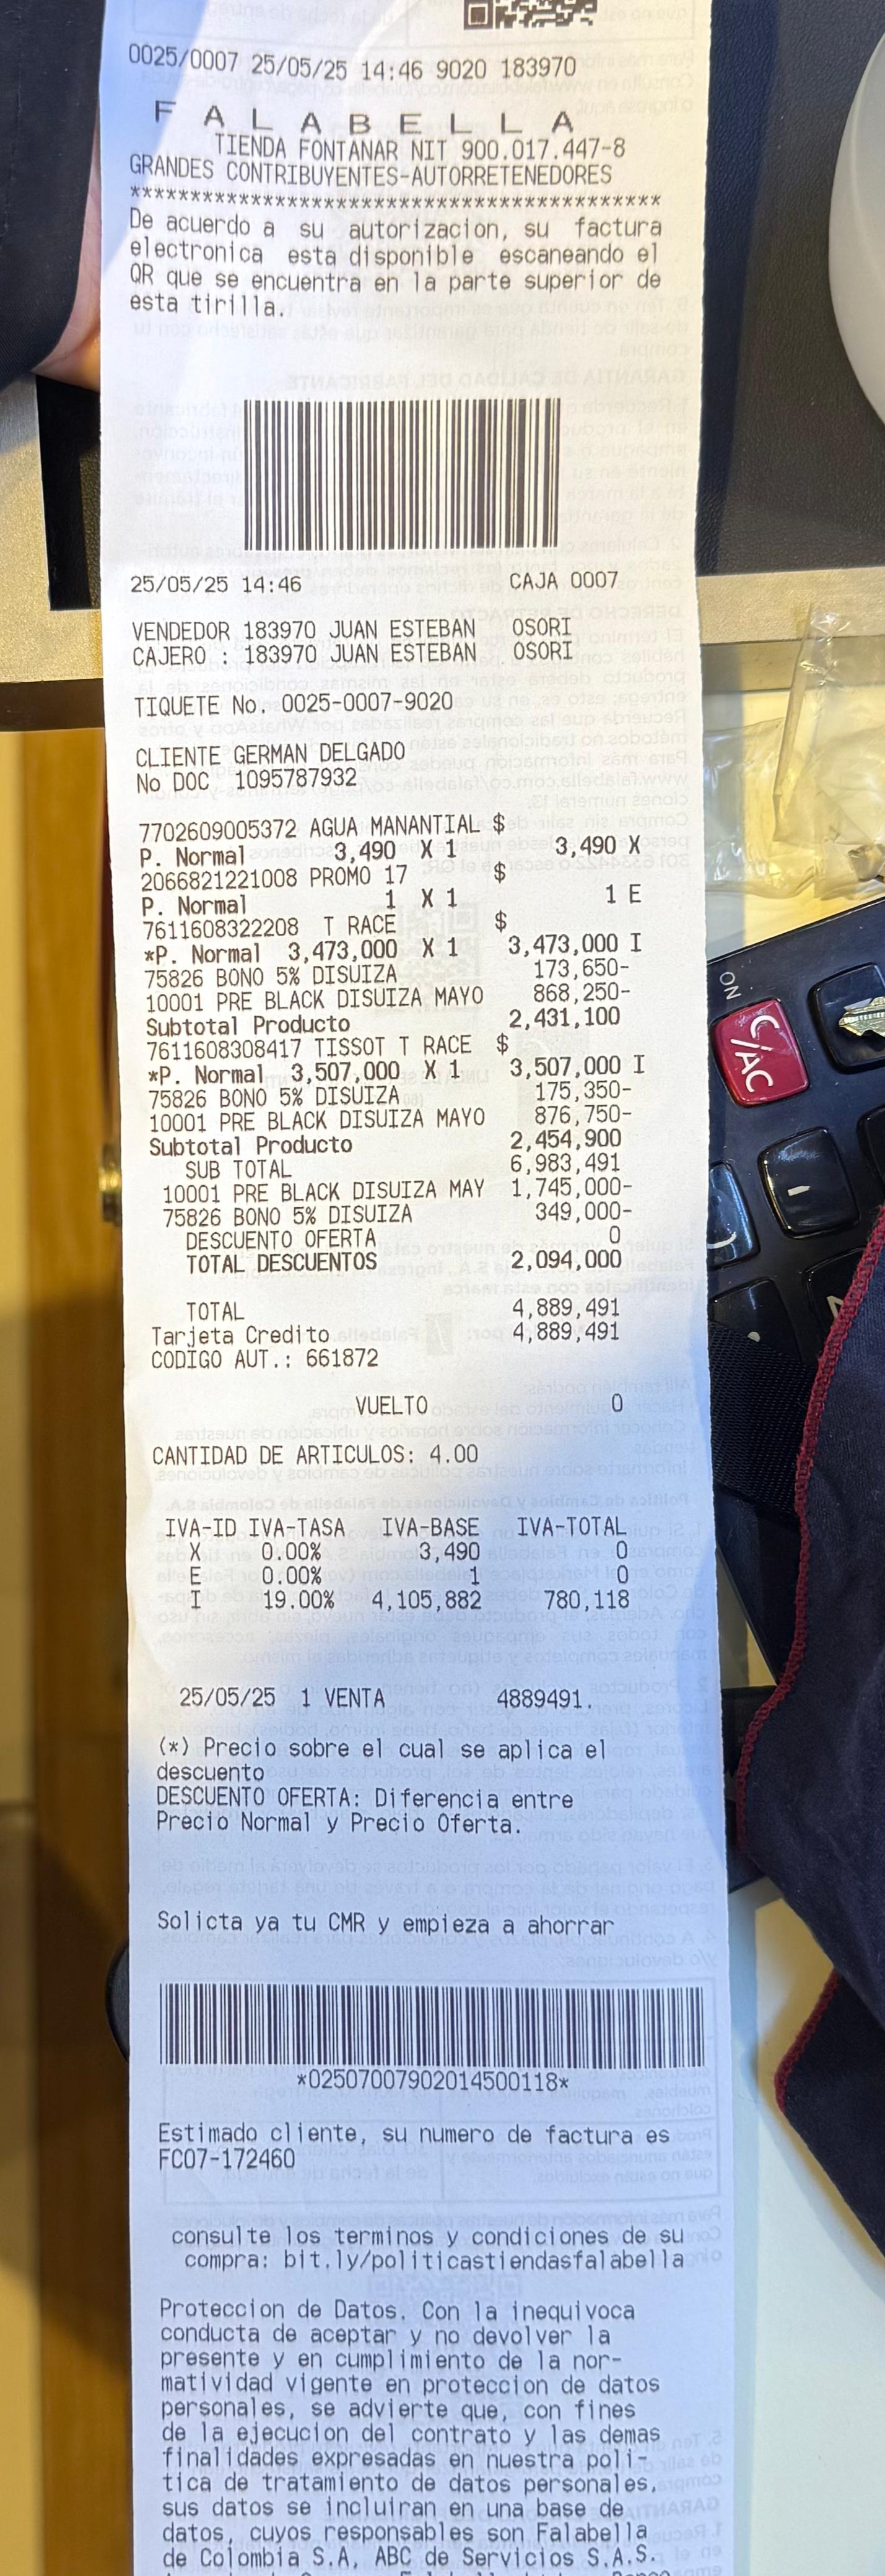 0025/0007 25/05/25 14:46 9020 183970
F A L A B E L L A
TIENDA FONTANAR NIT 900.017.447-8
GRANDES CONTRIBUYENTES-AUTORRETENEDORES
*******************************************
De acuerdo a su autorizacion, su factura
electronica esta disponible escaneando el
QR que se encuentra en la parte superior de
esta tirilla.
25/05/25 14:46 CAJA 0007
VENDEDOR 183970 JUAN ESTEBAN OSORI
CAJERO : 183970 JUAN ESTEBAN OSORI
TIQUETE No. 0025-0007-9020
CLIENTE GERMAN DELGADO
No DOC 1095787932
7702609005372 AGUA MANANTIAL $
P. Normal 3,490 X 1 3,490 X
2066821221008 PROMO 17 $
P. Normal 1 X 1 1 E
7611608322208 T RACE $
*P. Normal 3,473,000 X 1 3,473,000 I
75826 BONO 5% DISUIZA 173,650-
10001 PRE BLACK DISUIZA MAYO 868,250-
Subtotal Producto 2,431,100
7611608308417 TISSOT T RACE $
*P. Normal 3,507,000 X 1 3,507,000 I
75826 BONO 5% DISUIZA 175,350-
10001 PRE BLACK DISUIZA MAYO 876,750-
Subtotal Producto 2,454,900
SUB TOTAL 6,983,491
10001 PRE BLACK DISUIZA MAY 1,745,000-
75826 BONO 5% DISUIZA 349,000-
DESCUENTO OFERTA 0
TOTAL DESCUENTOS 2,094,000
TOTAL 4,889,491
Tarjeta Credito 4,889,491
CODIGO AUT.: 661872
VUELTO 0
CANTIDAD DE ARTICULOS: 4.00
IVA-ID IVA-TASA IVA-BASE IVA-TOTAL
X 0.00% 3,490 0
E 0.00% 1 0
I 19.00% 4,105,882 780,118
25/05/25 1 VENTA 4889491.
(*) Precio sobre el cual se aplica el
descuento
DESCUENTO OFERTA: Diferencia entre
Precio Normal y Precio Oferta.
Solicta ya tu CMR y empieza a ahorrar
*02507007902014500118*
Estimado cliente, su numero de factura es
FC07-172460
consulte los terminos y condiciones de su
compra: bit.ly/politicastiendasfalabella
Proteccion de Datos. Con la inequivoca
conducta de aceptar y no devolver la
presente y en cumplimiento de la nor-
matividad vigente en proteccion de datos
personales, se advierte que, con fines
de la ejecucion del contrato y las demas
finalidades expresadas en nuestra poli-
tica de tratamiento de datos personales,
sus datos se incluiran en una base de
datos, cuyos responsables son Falabella
de Colombia S.A, ABC de Servicios S.A.S.
ON
C/AC